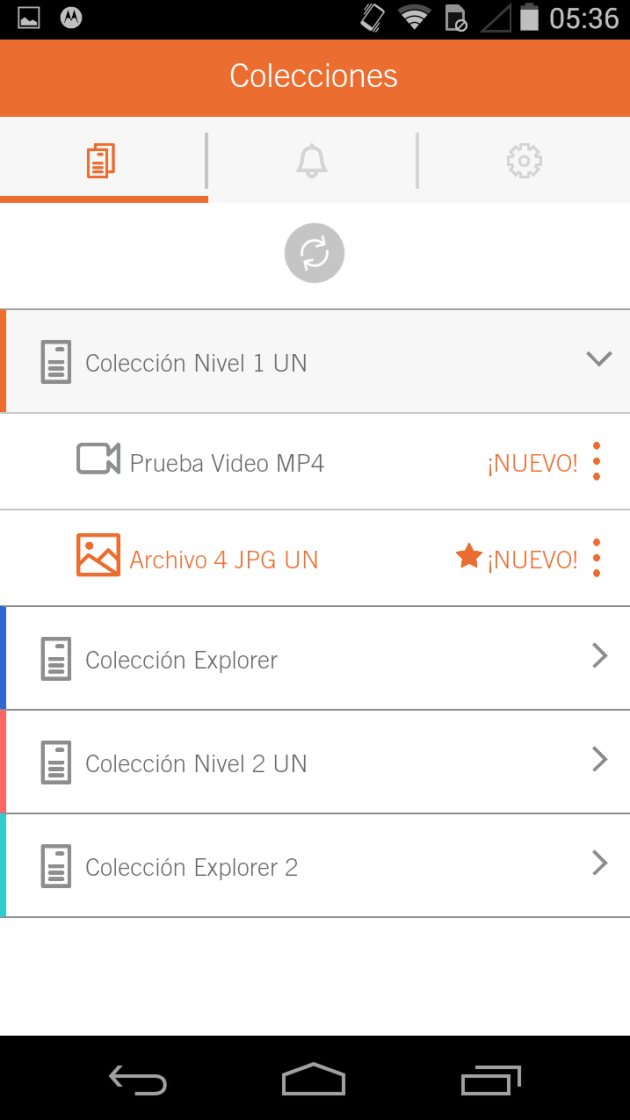 05:36
Colecciones
Colección Nivel 1 UN
Prueba Video MP4 ¡NUEVO!
Archivo 4 JPG UN ¡NUEVO!
Colección Explorer
Colección Nivel 2 UN
Colección Explorer 2